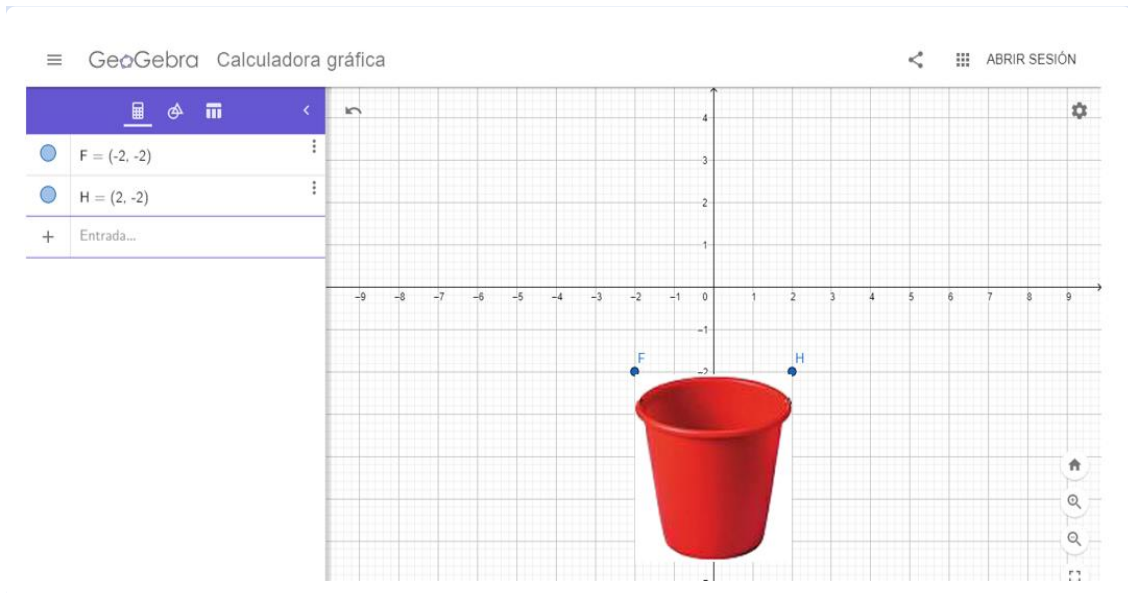 GeoGebra Calculadora gráfica
ABRIR SESIÓN
F = (-2, -2)
H = (2, -2)
+ Entrada...
4
3
2
1
-9 -8 -7 -6 -5 -4 -3 -2 -1 0 1 2 3 4 5 6 7 8 9
-1
F H
-2